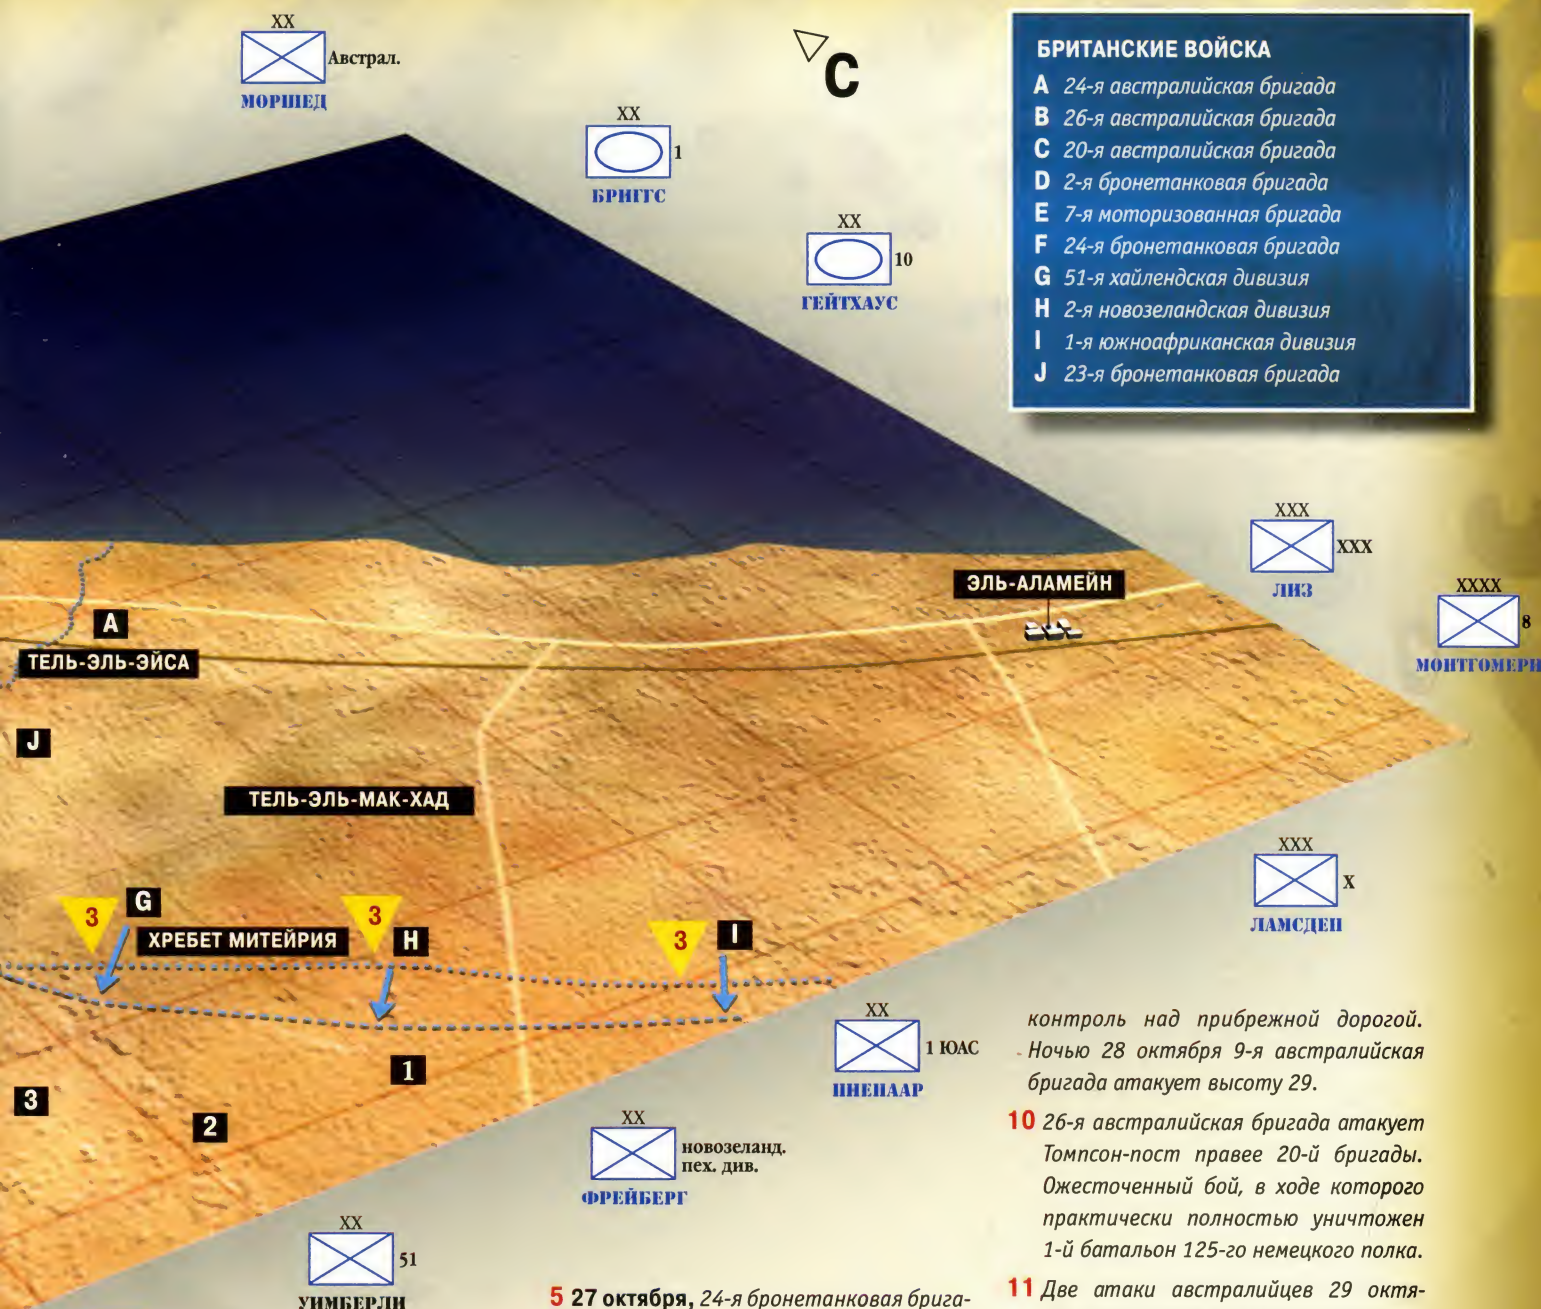 XX
Австрал.
МОРШЕД
С
XX
1
БРИГГС
XX
10
ГЕЙТХАУС
БРИТАНСКИЕ ВОЙСКА
A 24-я австралийская бригада
B 26-я австралийская бригада
C 20-я австралийская бригада
D 2-я бронетанковая бригада
E 7-я моторизованная бригада
F 24-я бронетанковая бригада
G 51-я хайлендская дивизия
H 2-я новозеландская дивизия
I 1-я южноафриканская дивизия
J 23-я бронетанковая бригада
XXX
XXX
ЛИЗ
XXXX
8
МОНТГОМЕРИ
ЭЛЬ-АЛАМЕЙН
A
ТЕЛЬ-ЭЛЬ-ЭЙСА
J
ТЕЛЬ-ЭЛЬ-МАК-ХАД
XXX
X
ЛАМСДЕН
3
G
ХРЕБЕТ МИТЕЙРИЯ
3
H
3
I
1
3
2
XX
1 ЮАС
ПИЕНААР
XX
новозеланд.
пех. див.
ФРЕЙБЕРГ
XX
51
УИМБЕРЛИ
5 27 октября, 24-я бронетанковая брига-
контроль над прибрежной дорогой.
Ночью 28 октября 9-я австралийская
бригада атакует высоту 29.
10 26-я австралийская бригада атакует
Томпсон-пост правее 20-й бригады.
Ожесточенный бой, в ходе которого
практически полностью уничтожен
1-й батальон 125-го немецкого полка.
11 Две атаки австралийцев 29 октя-